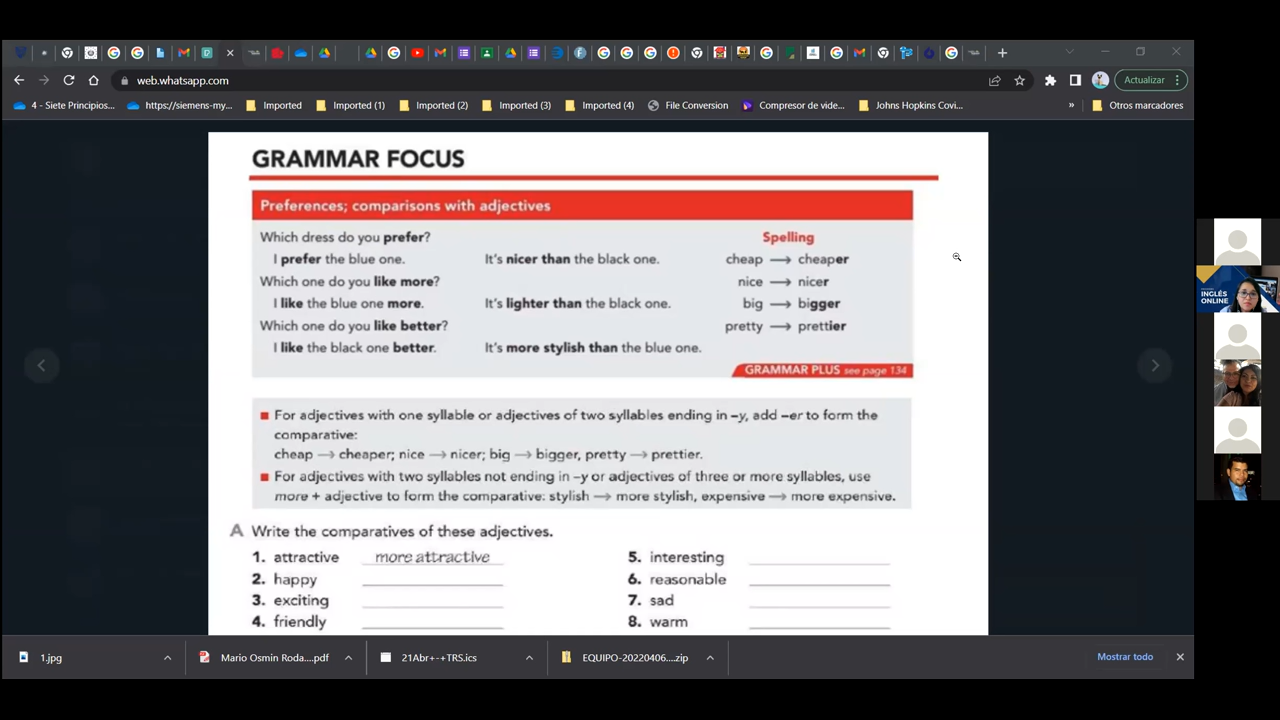 web.whatsapp.com
Actualizar
4 - Siete Principios...
https://siemens-my...
Imported
Imported (1)
Imported (2)
Imported (3)
Imported (4)
File Conversion
Compresor de vide...
Johns Hopkins Covi...
»
Otros marcadores
GRAMMAR FOCUS
Preferences; comparisons with adjectives
Which dress do you prefer?
I prefer the blue one.
Which one do you like more?
I like the blue one more.
Which one do you like better?
I like the black one better.
It's nicer than the black one.
It's lighter than the black one.
It's more stylish than the blue one.
Spelling
cheap → cheaper
nice → nicer
big → bigger
pretty → prettier
GRAMMAR PLUS see page 134
For adjectives with one syllable or adjectives of two syllables ending in –y, add –er to form the
comparative:
cheap → cheaper; nice → nicer; big → bigger, pretty → prettier.
For adjectives with two syllables not ending in –y or adjectives of three or more syllables, use
more + adjective to form the comparative: stylish → more stylish, expensive → more expensive.
A Write the comparatives of these adjectives.
1. attractive more attractive
2. happy
3. exciting
4. friendly
5. interesting
6. reasonable
7. sad
8. warm
INGLÉS
ONLINE
1.jpg
Mario Osmin Roda....pdf
21Abr+-+TRS.ics
EQUIPO-20220406....zip
Mostrar todo